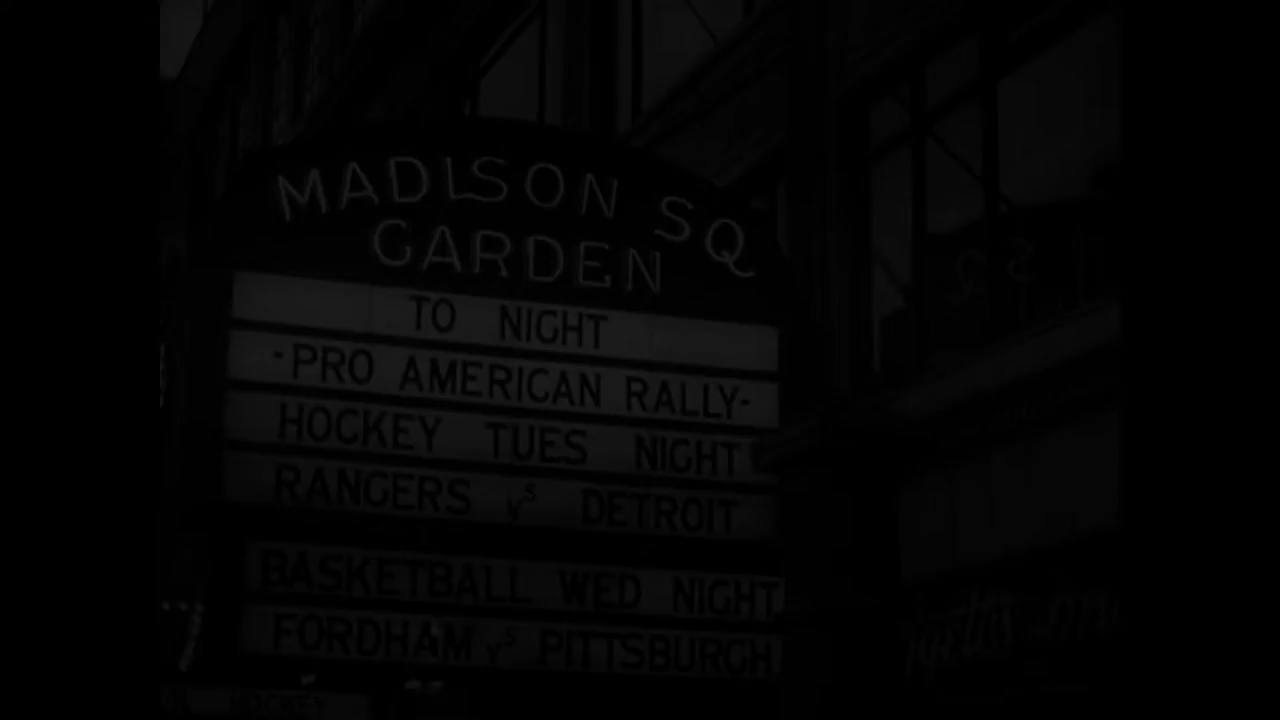 MADISON SQ
GARDEN
TO NIGHT
-PRO AMERICAN RALLY-
HOCKEY TUES NIGHT
RANGERS vs DETROIT
BASKETBALL WED NIGHT
FORDHAM vs PITTSBURGH
HOCKEY